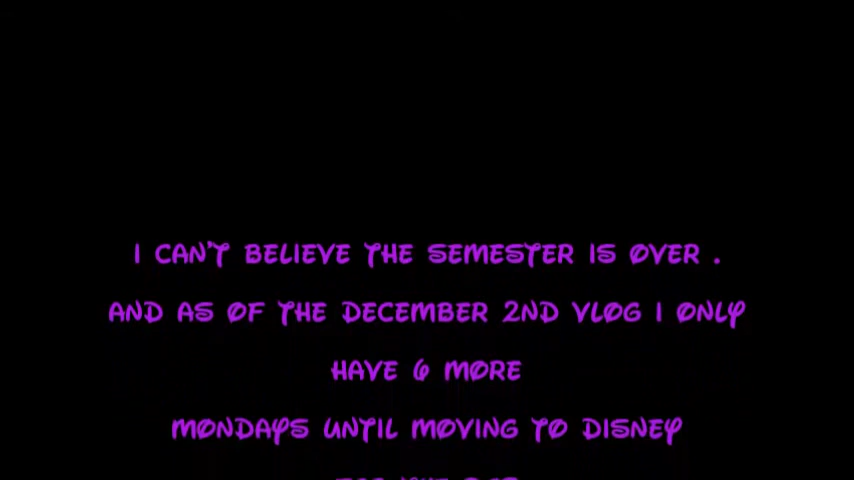 I CAN'T BELIEVE THE SEMESTER IS OVER .
AND AS OF THE DECEMBER 2ND VLOG I ONLY
HAVE 6 MORE
MONDAYS UNTIL MOVING TO DISNEY